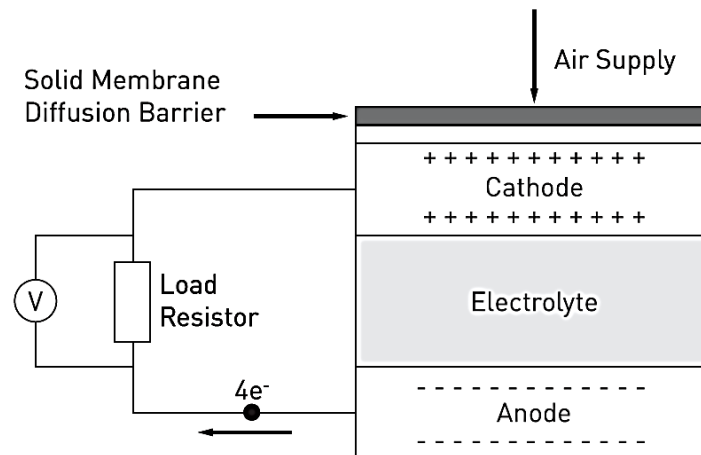 Air Supply
Solid Membrane
Diffusion Barrier
+ + + + + + + + + + +
Cathode
+ + + + + + + + + + +
V
Load
Resistor
Electrolyte
4e⁻
- - - - - - - - - - - - -
Anode
- - - - - - - - - - - - -